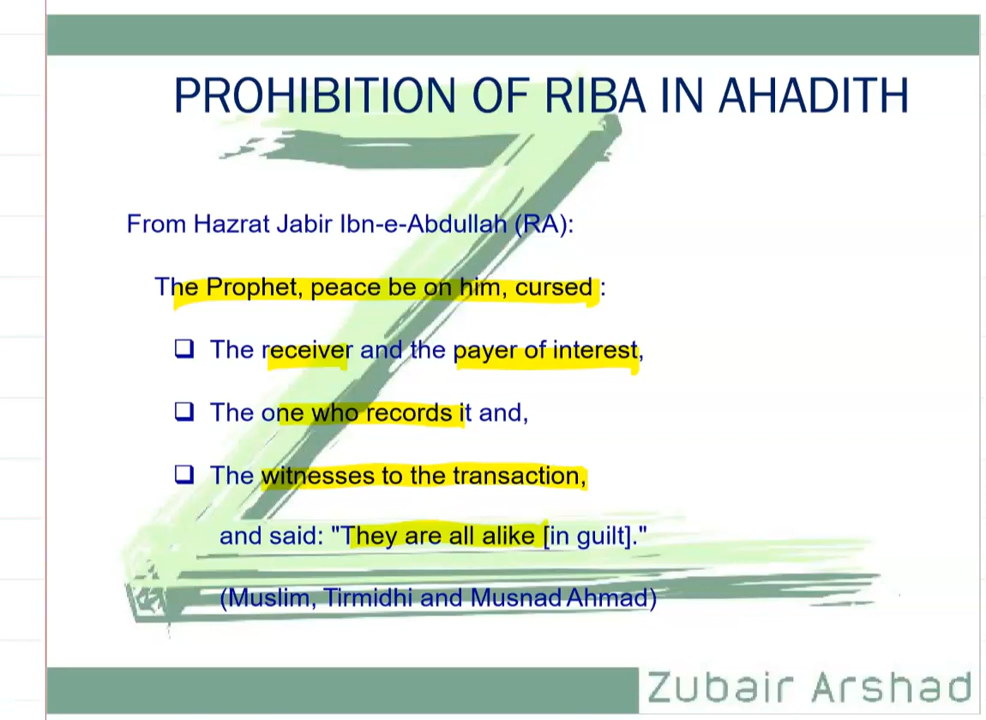 PROHIBITION OF RIBA IN AHADITH
From Hazrat Jabir Ibn-e-Abdullah (RA):
The Prophet, peace be on him, cursed :
❑ The receiver and the payer of interest,
❑ The one who records it and,
❑ The witnesses to the transaction,
and said: "They are all alike [in guilt]."
(Muslim, Tirmidhi and Musnad Ahmad)
Zubair Arshad